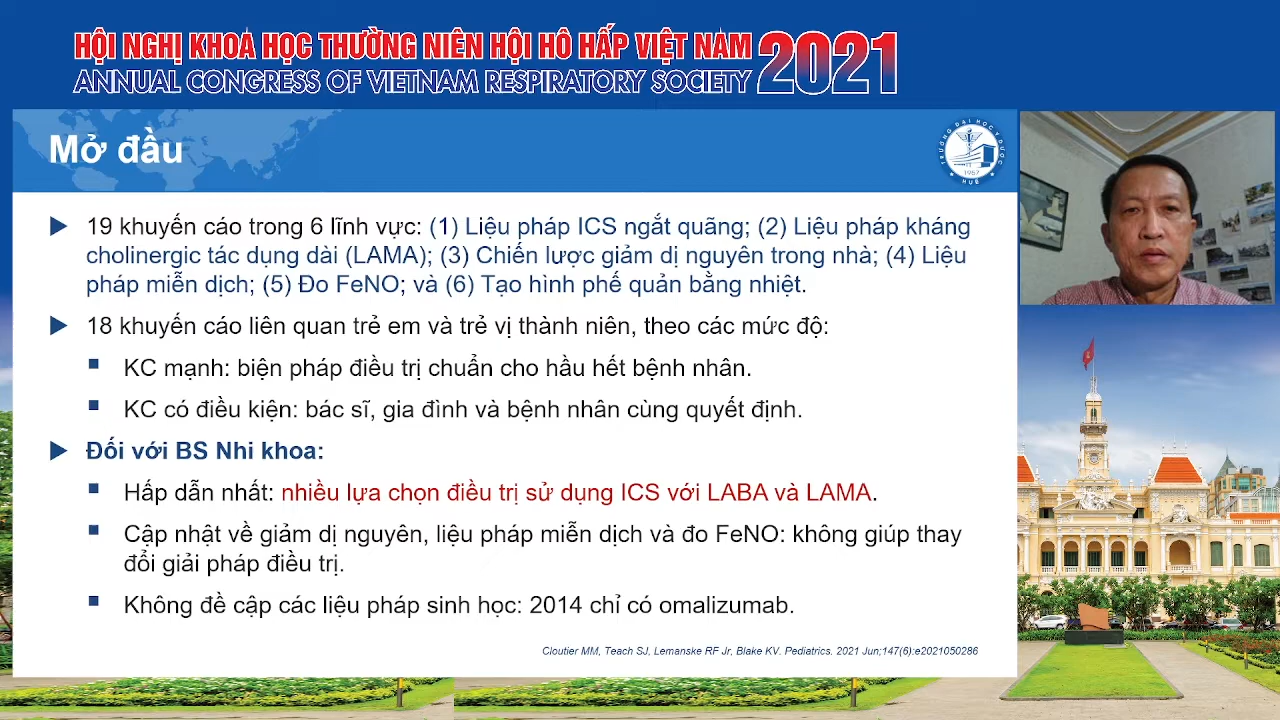 HỘI NGHỊ KHOA HỌC THƯỜNG NIÊN HỘI HÔ HẤP VIỆT NAM 2021
ANNUAL CONGRESS OF VIETNAM RESPIRATORY SOCIETY
Mở đầu
TRƯỜNG ĐẠI HỌC Y DƯỢC
1957
HUẾ
19 khuyến cáo trong 6 lĩnh vực: (1) Liệu pháp ICS ngắt quãng; (2) Liệu pháp kháng
cholinergic tác dụng dài (LAMA); (3) Chiến lược giảm dị nguyên trong nhà; (4) Liệu
pháp miễn dịch; (5) Đo FeNO; và (6) Tạo hình phế quản bằng nhiệt.
18 khuyến cáo liên quan trẻ em và trẻ vị thành niên, theo các mức độ:
KC mạnh: biện pháp điều trị chuẩn cho hầu hết bệnh nhân.
KC có điều kiện: bác sĩ, gia đình và bệnh nhân cùng quyết định.
Đối với BS Nhi khoa:
Hấp dẫn nhất: nhiều lựa chọn điều trị sử dụng ICS với LABA và LAMA.
Cập nhật về giảm dị nguyên, liệu pháp miễn dịch và đo FeNO: không giúp thay
đổi giải pháp điều trị.
Không đề cập các liệu pháp sinh học: 2014 chỉ có omalizumab.
Cloutier MM, Teach SJ, Lemanske RF Jr, Blake KV. Pediatrics. 2021 Jun;147(6):e2021050286